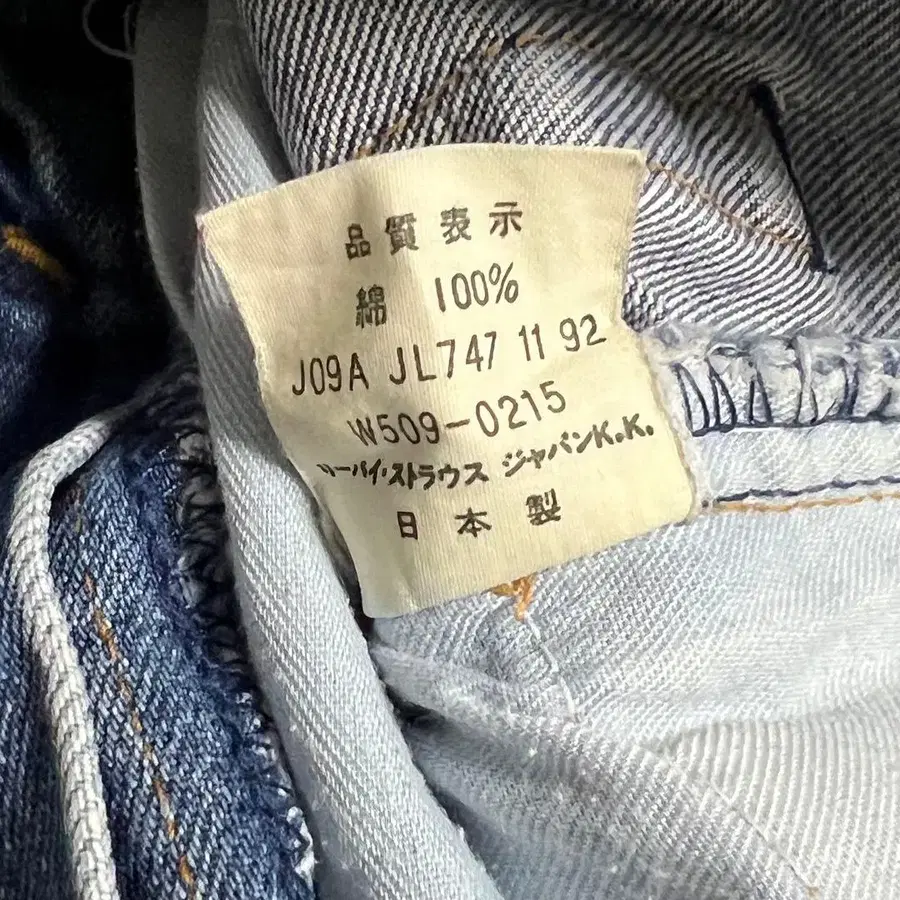 品質表示
綿 100%
J09A JL747 11 92
W509-0215
リーバイ・ストラウス ジャパンK.K.
日本製